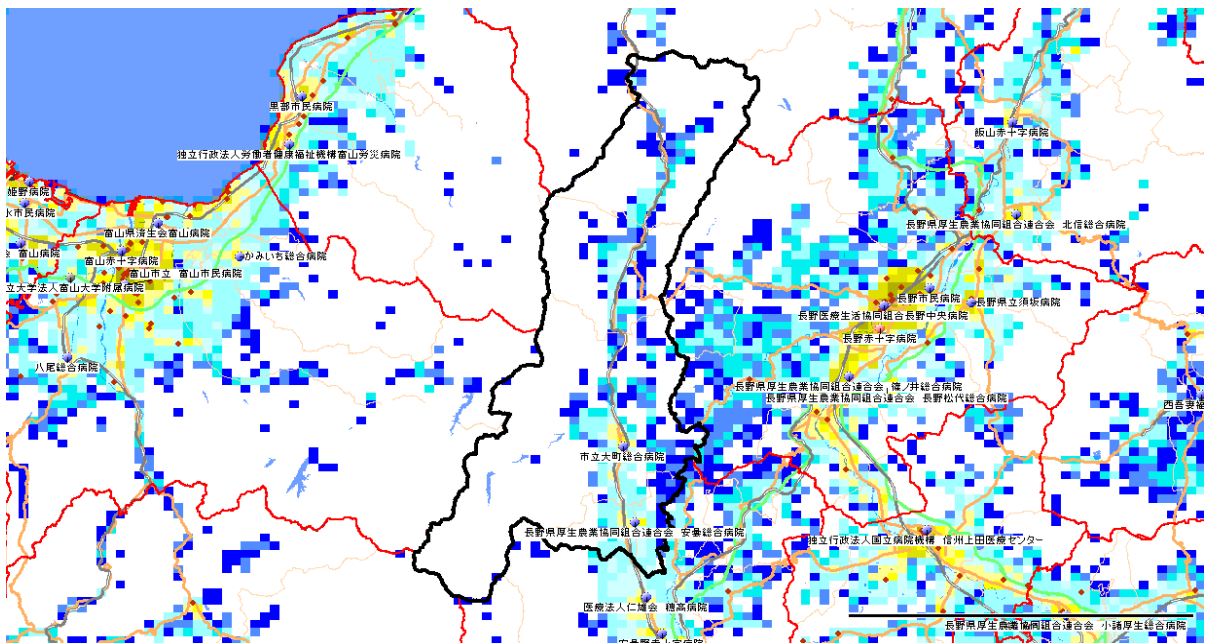 黒部市民病院
飯山赤十字病院
独立行政法人労働者健康福祉機構富山労災病院
姫野病院
水市民病院
長野県厚生農業協同組合連合会 北信総合病院
富山県済生会富山病院
会 富山病院
富山赤十字病院
かみいち総合病院
富山市立 富山市民病院
立大学法人富山大学附属病院
長野市民病院
長野県立須坂病院
長野医療生活協同組合長野中央病院
長野赤十字病院
八尾総合病院
長野県厚生農業協同組合連合会 篠ノ井総合病院
長野県厚生農業協同組合連合会 長野松代総合病院
西吾妻福
市立大町総合病院
長野県厚生農業協同組合連合会 安曇総合病院
独立行政法人国立病院機構 信州上田医療センター
医療法人仁雄会 穂高病院
長野県厚生農業協同組合連合会 小諸厚生総合病院